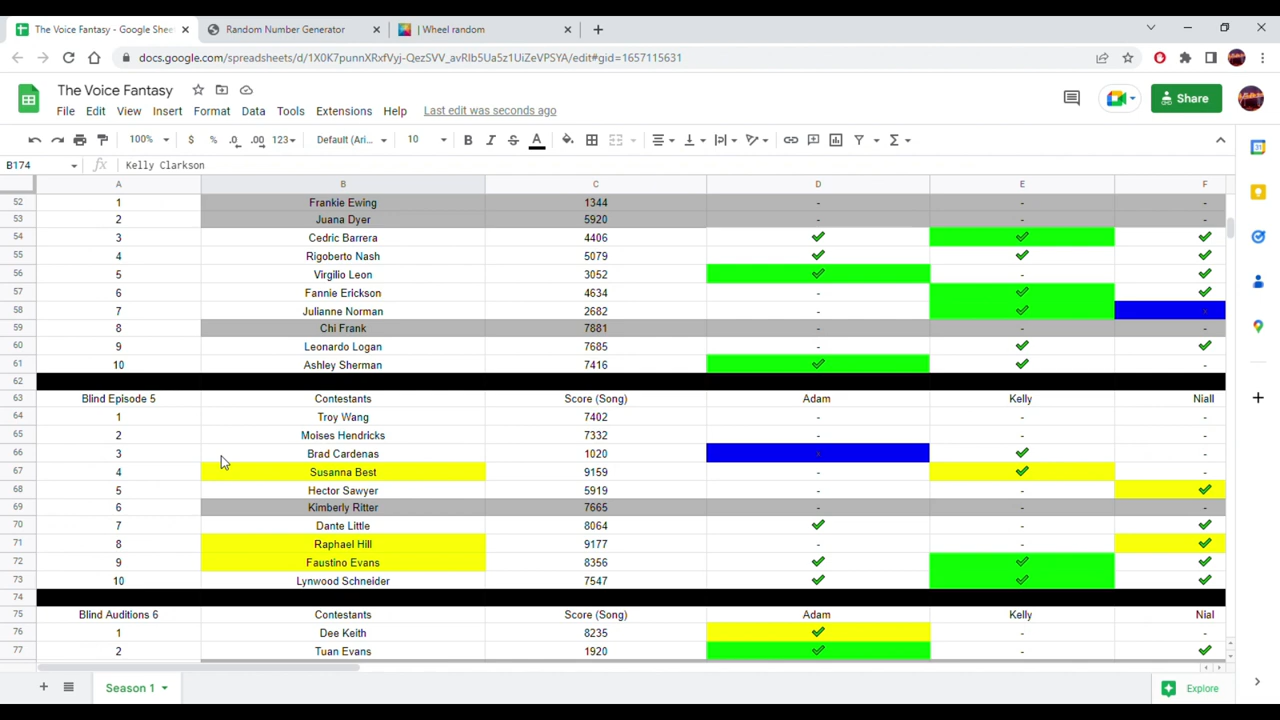 The Voice Fantasy - Google Shee
Random Number Generator
| Wheel random
docs.google.com/spreadsheets/d/1X0K7punnXRxfVyj-QezSVV_avRIb5Ua5z1UiZeVPSYA/edit#gid=1657115631
The Voice Fantasy
File Edit View Insert Format Data Tools Extensions Help Last edit was seconds ago
Share
100% $ % .0 .00 123 Default (Ari... 10 B I S A
B174 fx Kelly Clarkson
A B C D E F
52 1 Frankie Ewing 1344 - - -
53 2 Juana Dyer 5920 - - -
54 3 Cedric Barrera 4406 ✔ ✔ ✔
55 4 Rigoberto Nash 5079 ✔ ✔ ✔
56 5 Virgilio Leon 3052 ✔ - ✔
57 6 Fannie Erickson 4634 - ✔ ✔
58 7 Julianne Norman 2682 - ✔ -
59 8 Chi Frank 7881 - - -
60 9 Leonardo Logan 7685 - ✔ ✔
61 10 Ashley Sherman 7416 ✔ ✔ -
62
63 Blind Episode 5 Contestants Score (Song) Adam Kelly Niall
64 1 Troy Wang 7402 - - -
65 2 Moises Hendricks 7332 - - -
66 3 Brad Cardenas 1020 - ✔ -
67 4 Susanna Best 9159 - ✔ -
68 5 Hector Sawyer 5919 - - ✔
69 6 Kimberly Ritter 7665 - - -
70 7 Dante Little 8064 ✔ - ✔
71 8 Raphael Hill 9177 - - ✔
72 9 Faustino Evans 8356 ✔ ✔ ✔
73 10 Lynwood Schneider 7547 ✔ ✔ ✔
74
75 Blind Auditions 6 Contestants Score (Song) Adam Kelly Nial
76 1 Dee Keith 8235 ✔ - -
77 2 Tuan Evans 1920 ✔ - ✔
Season 1
Explore